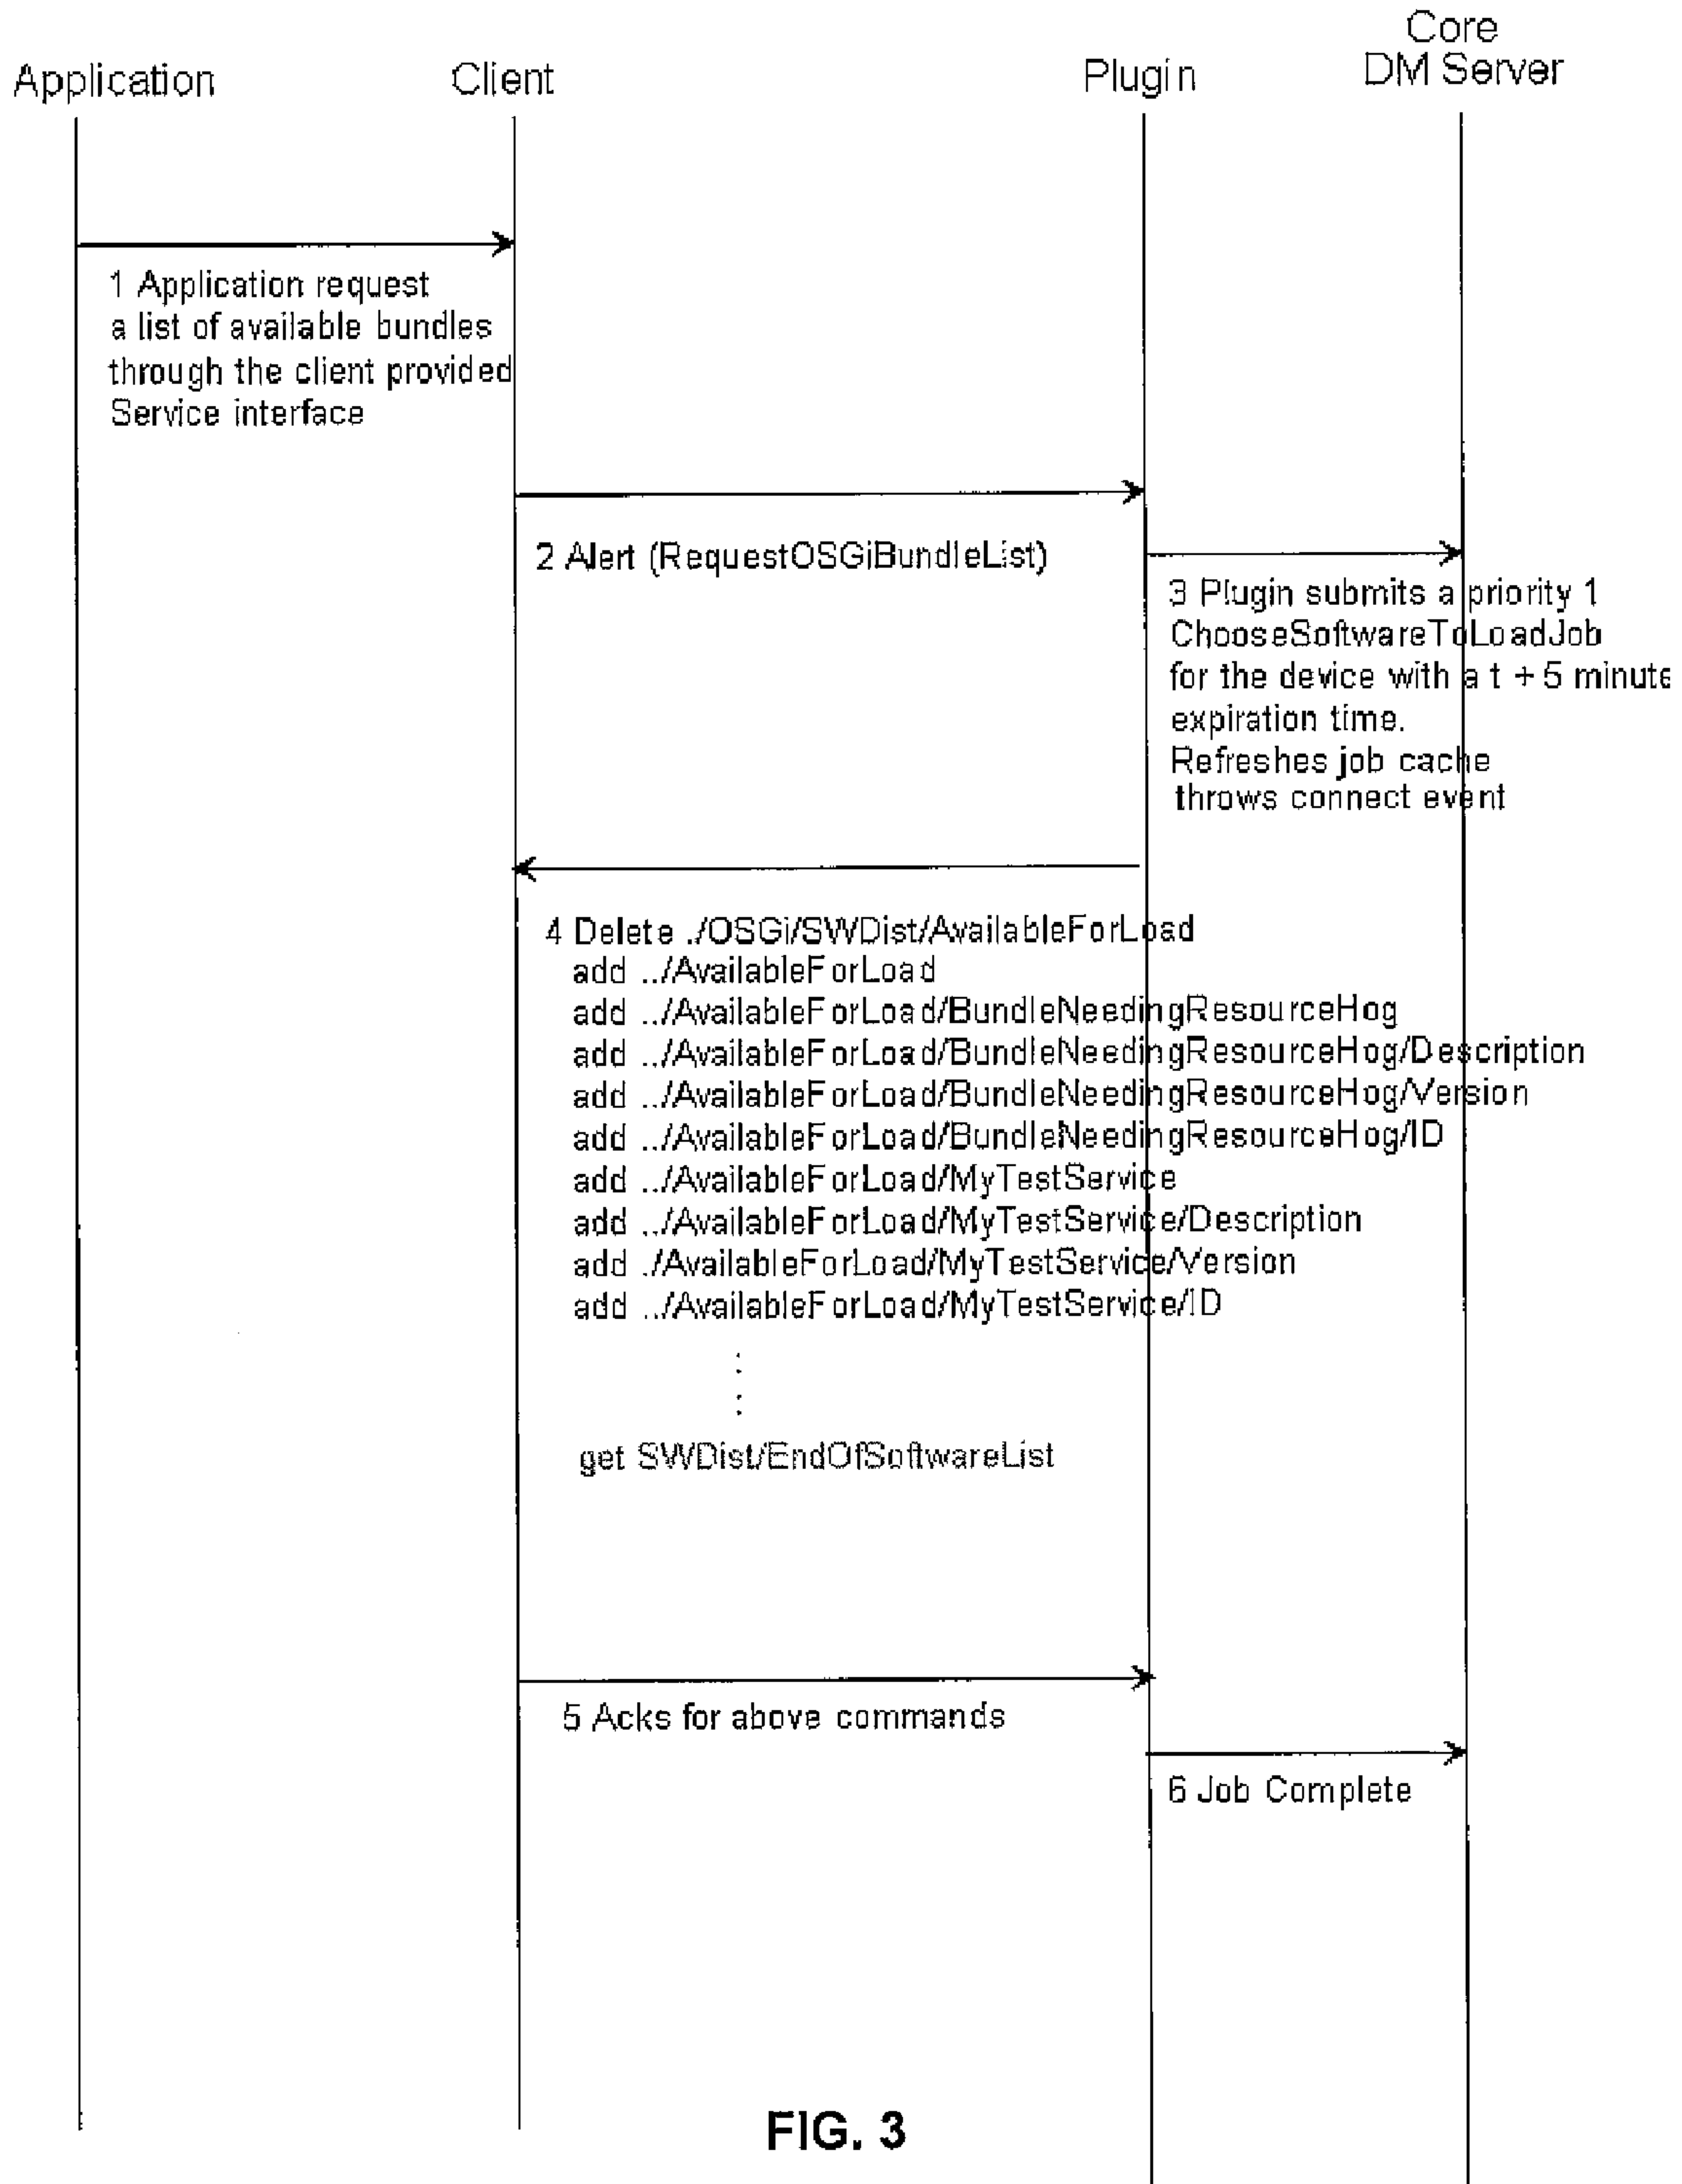 Application
Client
Plugin
Core
DM Server
1 Application request
a list of available bundles
through the client provided
Service interface
2 Alert (RequestOSGiBundleList)
3 Plugin submits a priority 1
ChooseSoftwareToLoadJob
for the device with a t + 5 minute
expiration time.
Refreshes job cache
throws connect event
4 Delete ./OSGi/SWDist/AvailableForLoad
add ../AvailableForLoad
add ../AvailableForLoad/BundleNeedingResourceHog
add ../AvailableForLoad/BundleNeedingResourceHog/Description
add ../AvailableForLoad/BundleNeedingResourceHog/Version
add ../AvailableForLoad/BundleNeedingResourceHog/ID
add ../AvailableForLoad/MyTestService
add ../AvailableForLoad/MyTestService/Description
add ./AvailableForLoad/MyTestService/Version
add ../AvailableForLoad/MyTestService/ID
get SWDist/EndOfSoftwareList
5 Acks for above commands
6 Job Complete
FIG. 3